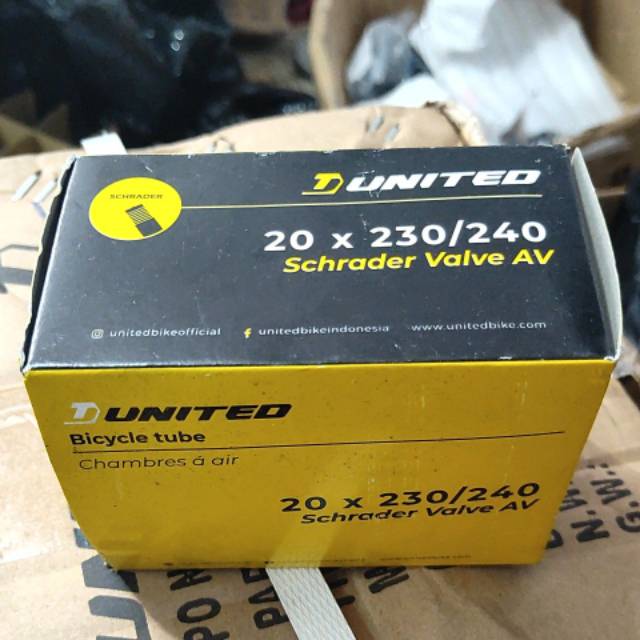 SCHRADER
UNITED
20 x 230/240
Schrader Valve AV
unitedbikeofficial unitedbikeindonesia www.unitedbike.com
UNITED
Bicycle tube
Chambres á air
20 x 230/240
Schrader Valve AV
PO N
N.W.
G.W.